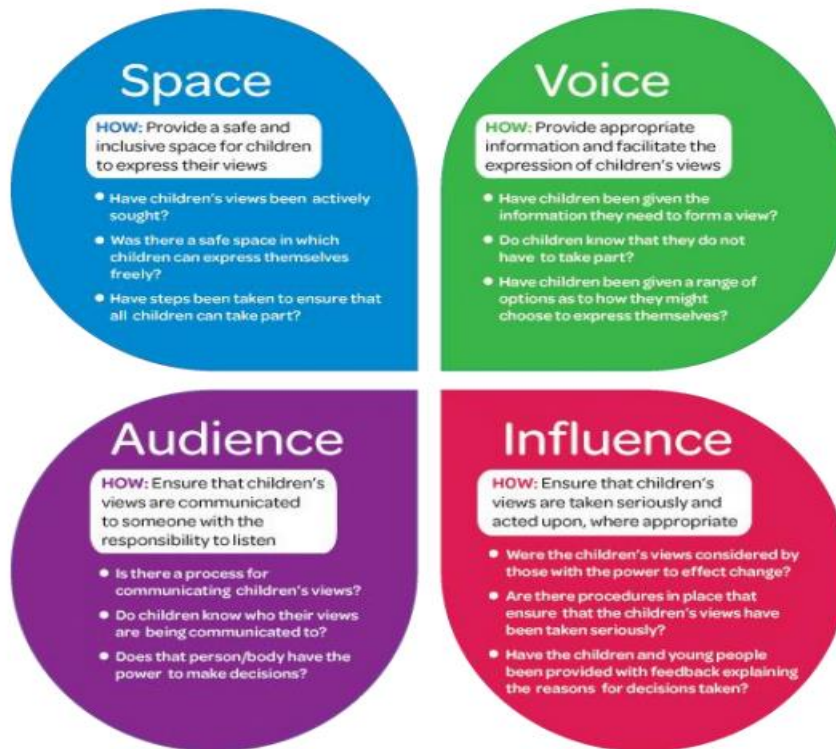 Space
HOW: Provide a safe and
inclusive space for children
to express their views
• Have children's views been actively
sought?
• Was there a safe space in which
children can express themselves
freely?
• Have steps been taken to ensure that
all children can take part?
Voice
HOW: Provide appropriate
information and facilitate the
expression of children's views
• Have children been given the
information they need to form a view?
• Do children know that they do not
have to take part?
• Have children been given a range of
options as to how they might
choose to express themselves?
Audience
HOW: Ensure that children's
views are communicated
to someone with the
responsibility to listen
• Is there a process for
communicating children's views?
• Do children know who their views
are being communicated to?
• Does that person/body have the
power to make decisions?
Influence
HOW: Ensure that children's
views are taken seriously and
acted upon, where appropriate
• Were the children's views considered by
those with the power to effect change?
• Are there procedures in place that
ensure that the children's views have
been taken seriously?
• Have the children and young people
been provided with feedback explaining
the reasons for decisions taken?